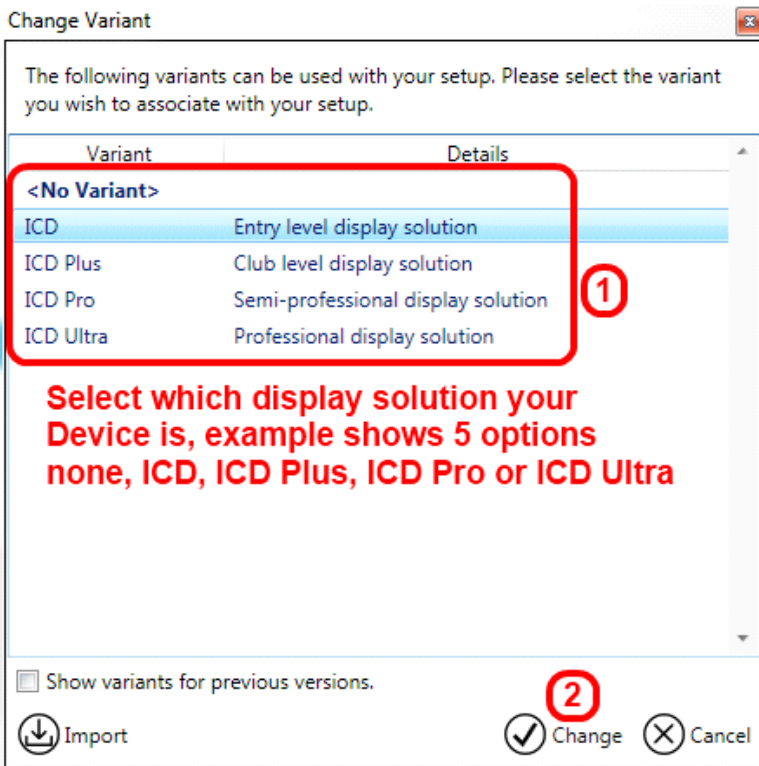 Change Variant
The following variants can be used with your setup. Please select the variant
you wish to associate with your setup.
Variant Details
<No Variant>
ICD Entry level display solution
ICD Plus Club level display solution
ICD Pro Semi-professional display solution
1
ICD Ultra Professional display solution
Select which display solution your
Device is, example shows 5 options
none, ICD, ICD Plus, ICD Pro or ICD Ultra
Show variants for previous versions.
2
Import Change Cancel